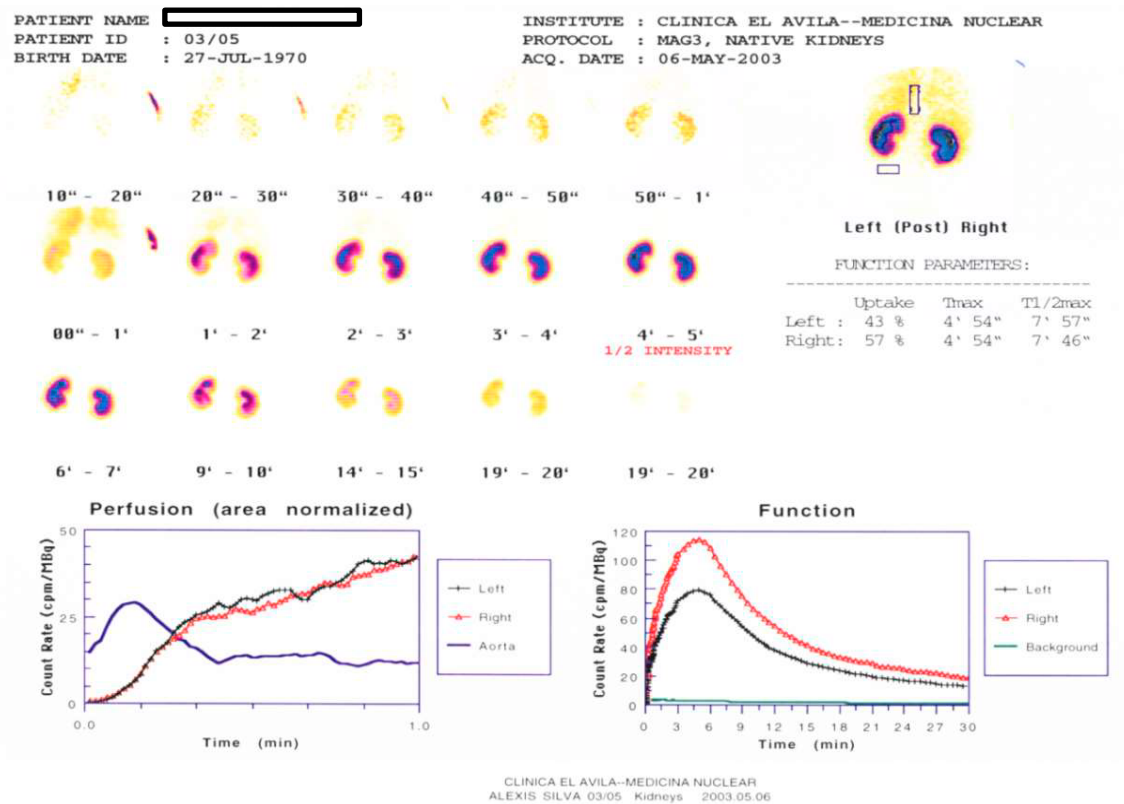 PATIENT NAME
PATIENT ID : 03/05
BIRTH DATE : 27-JUL-1970
INSTITUTE : CLINICA EL AVILA--MEDICINA NUCLEAR
PROTOCOL : MAG3, NATIVE KIDNEYS
ACQ. DATE : 06-MAY-2003
10“ - 20“ 20“ - 30“ 30“ - 40“ 40“ - 50“ 50“ - 1‘
00“ - 1‘ 1‘ - 2‘ 2‘ - 3‘ 3‘ - 4‘ 4‘ - 5‘
1/2 INTENSITY
6‘ - 7‘ 9‘ - 10‘ 14‘ - 15‘ 19‘ - 20‘ 19‘ - 20‘
Left (Post) Right
FUNCTION PARAMETERS:
Uptake Tmax T1/2max
Left : 43 % 4‘ 54“ 7‘ 57“
Right: 57 % 4‘ 54“ 7‘ 46“
Perfusion (area normalized)
Count Rate (cpm/MBq)
50
25
0
0.0 1.0
Time (min)
Left
Right
Aorta
Function
Count Rate (cpm/MBq)
120
100
80
60
40
20
0
0 3 6 9 12 15 18 21 24 27 30
Time (min)
Left
Right
Background
CLINICA EL AVILA--MEDICINA NUCLEAR
ALEXIS SILVA 03/05 Kidneys 2003.05.06